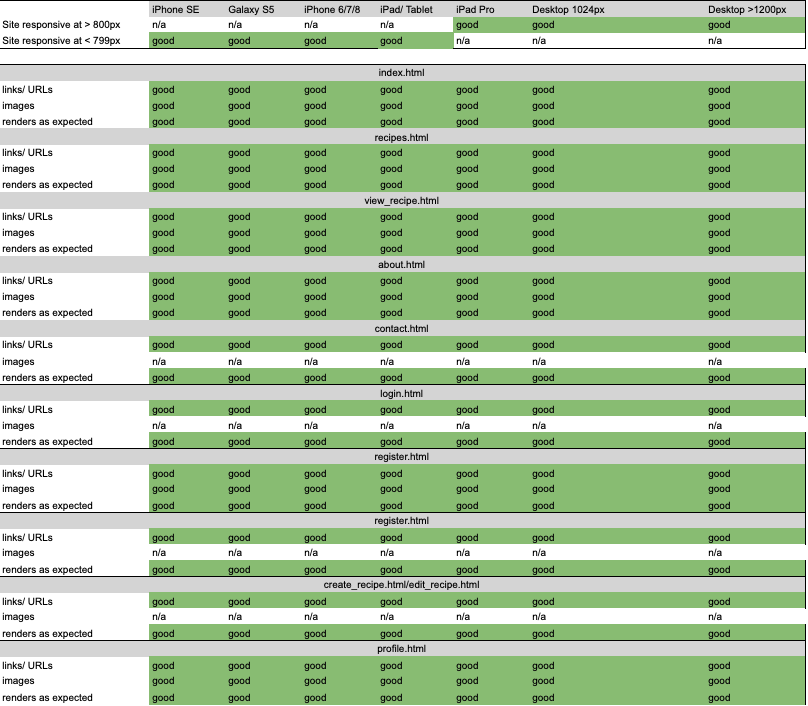 iPhone SE Galaxy S5 iPhone 6/7/8 iPad/ Tablet iPad Pro Desktop 1024px Desktop >1200px
Site responsive at > 800px n/a n/a n/a n/a good good good
Site responsive at < 799px good good good good n/a n/a n/a
index.html
links/ URLs good good good good good good good
images good good good good good good good
renders as expected good good good good good good good
recipes.html
links/ URLs good good good good good good good
images good good good good good good good
renders as expected good good good good good good good
view_recipe.html
links/ URLs good good good good good good good
images good good good good good good good
renders as expected good good good good good good good
about.html
links/ URLs good good good good good good good
images good good good good good good good
renders as expected good good good good good good good
contact.html
links/ URLs good good good good good good good
images n/a n/a n/a n/a n/a n/a n/a
renders as expected good good good good good good good
login.html
links/ URLs good good good good good good good
images n/a n/a n/a n/a n/a n/a n/a
renders as expected good good good good good good good
register.html
links/ URLs good good good good good good good
images good good good good good good good
renders as expected good good good good good good good
register.html
links/ URLs good good good good good good good
images n/a n/a n/a n/a n/a n/a n/a
renders as expected good good good good good good good
create_recipe.html/edit_recipe.html
links/ URLs good good good good good good good
images n/a n/a n/a n/a n/a n/a n/a
renders as expected good good good good good good good
profile.html
links/ URLs good good good good good good good
images good good good good good good good
renders as expected good good good good good good good